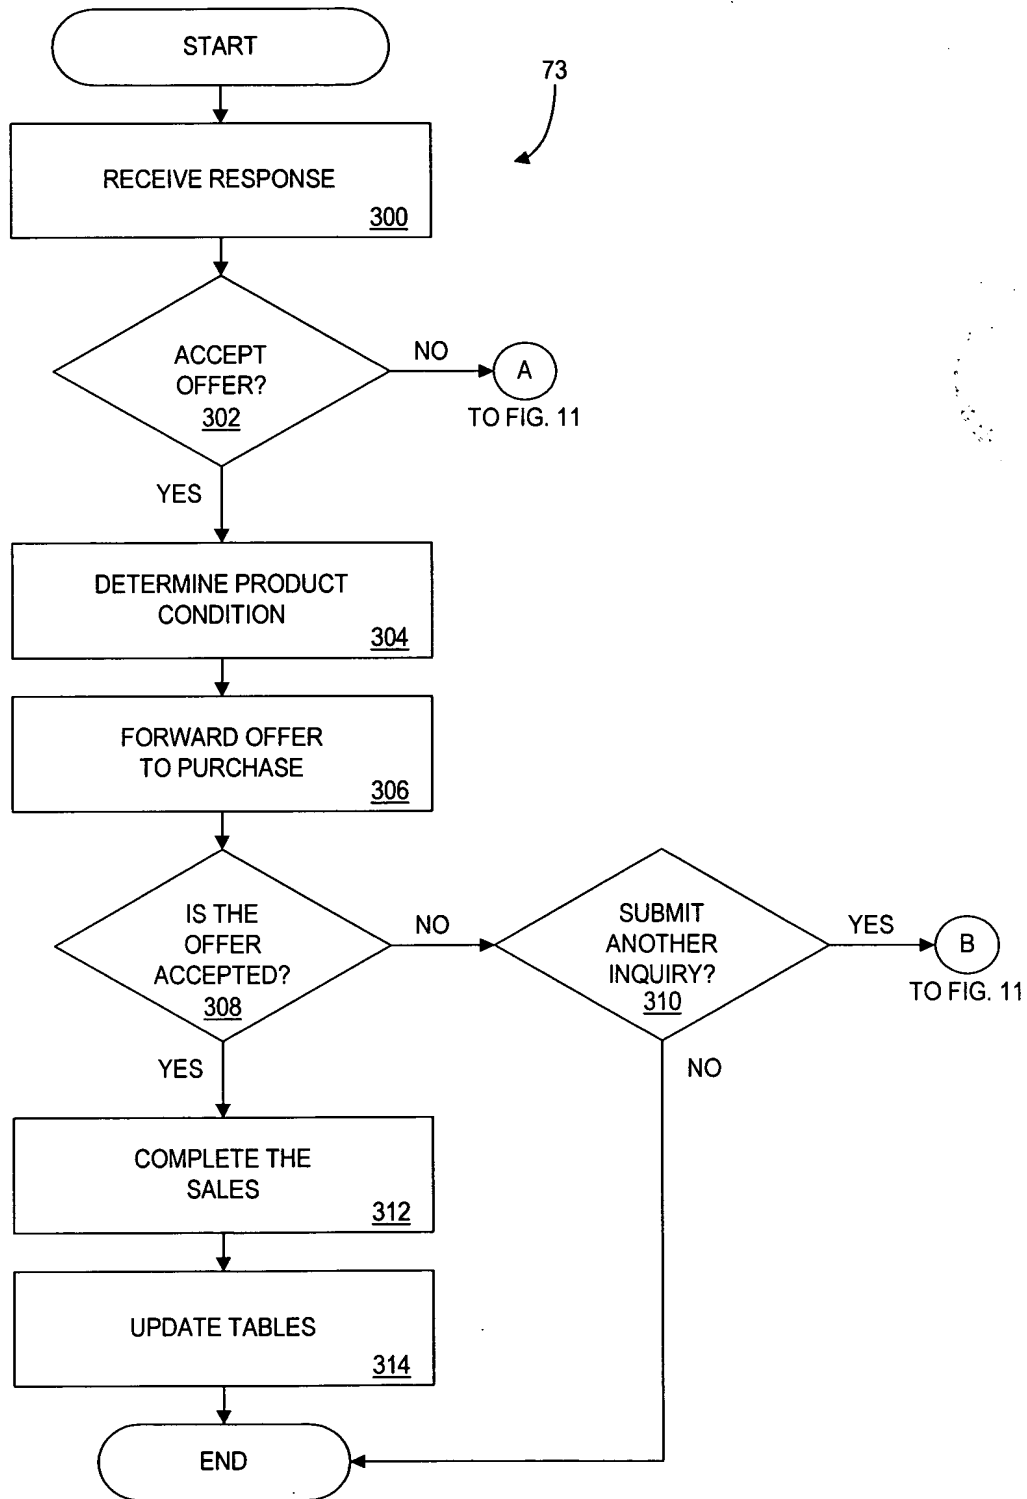 START
73
RECEIVE RESPONSE
300
ACCEPT
OFFER?
302
NO
A
TO FIG. 11
YES
DETERMINE PRODUCT
CONDITION
304
FORWARD OFFER
TO PURCHASE
306
IS THE
OFFER
ACCEPTED?
308
NO
SUBMIT
ANOTHER
INQUIRY?
310
YES
B
TO FIG. 11
YES
NO
COMPLETE THE
SALES
312
UPDATE TABLES
314
END